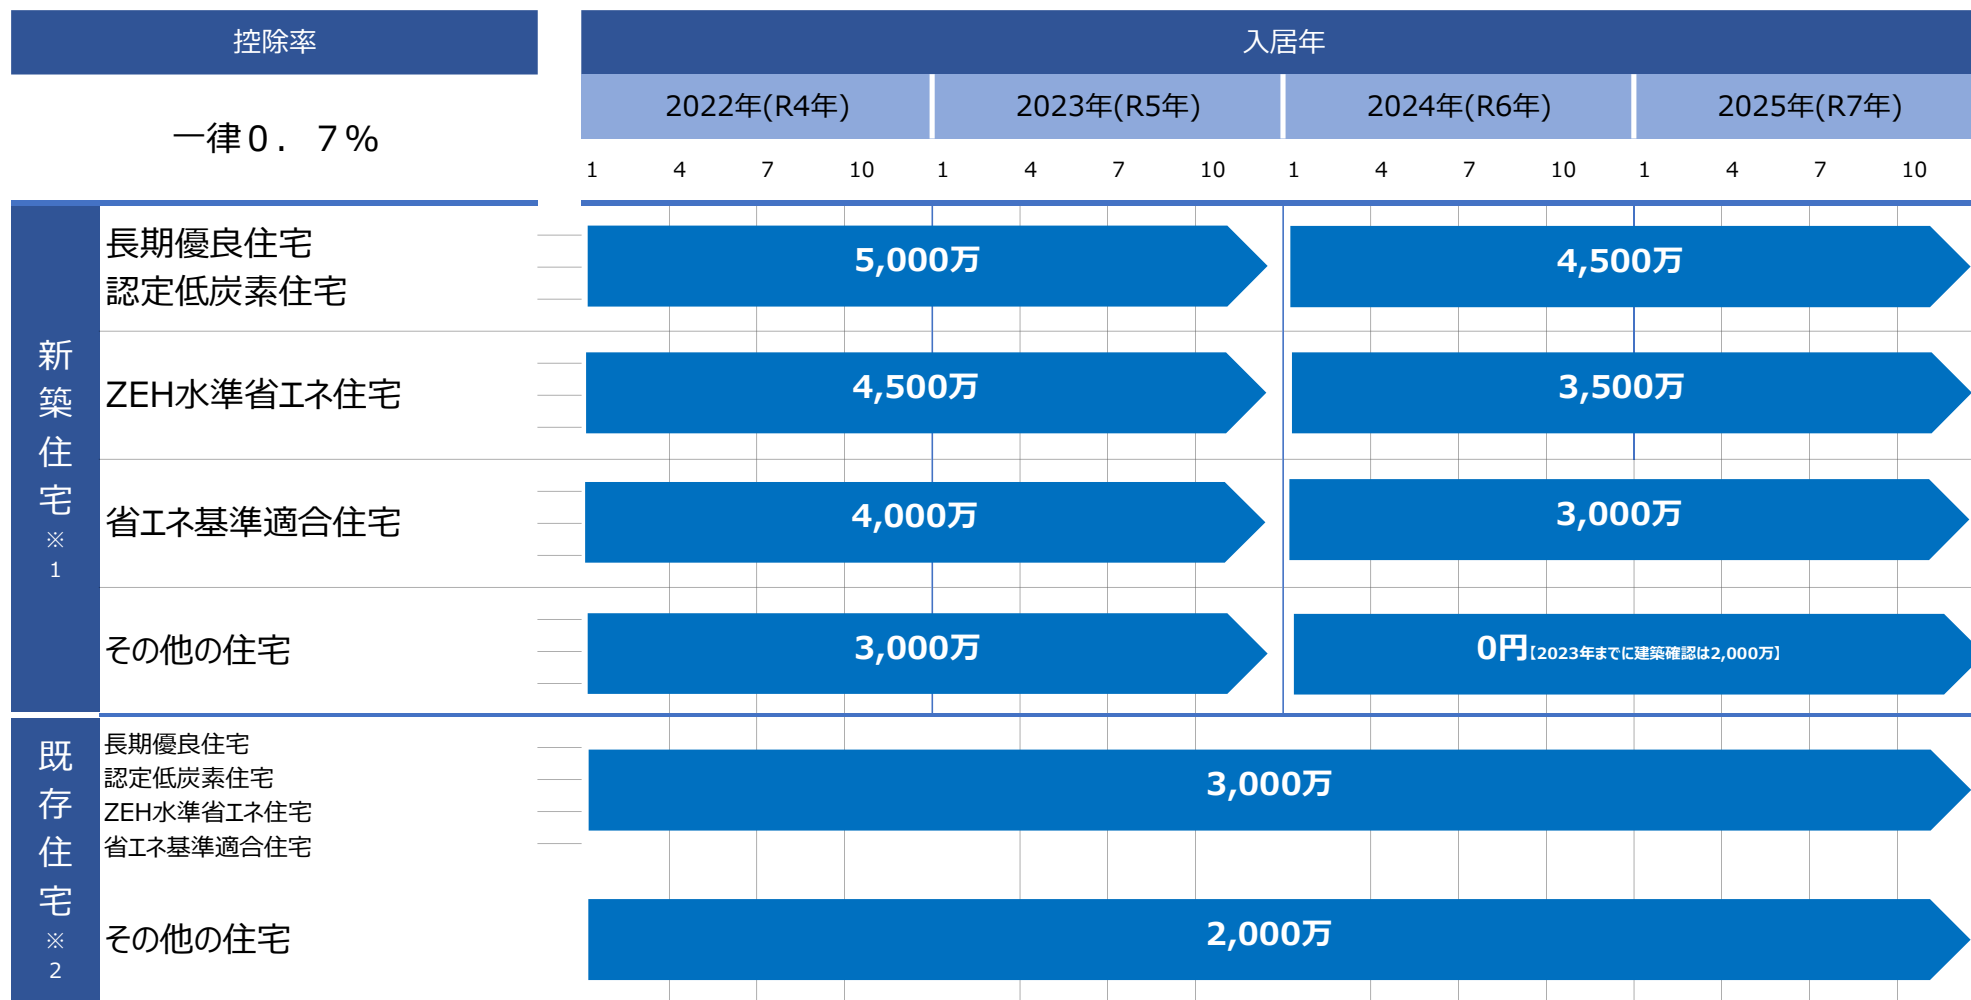 控除率
入居年
一律0．7%
2022年(R4年)
2023年(R5年)
2024年(R6年)
2025年(R7年)
1 4 7 10 1 4 7 10 1 4 7 10 1 4 7 10
新築住宅※1
長期優良住宅
認定低炭素住宅
5,000万
4,500万
ZEH水準省エネ住宅
4,500万
3,500万
省エネ基準適合住宅
4,000万
3,000万
その他の住宅
3,000万
0円【2023年までに建築確認は2,000万】
既存住宅※2
長期優良住宅
認定低炭素住宅
ZEH水準省エネ住宅
省エネ基準適合住宅
3,000万
その他の住宅
2,000万